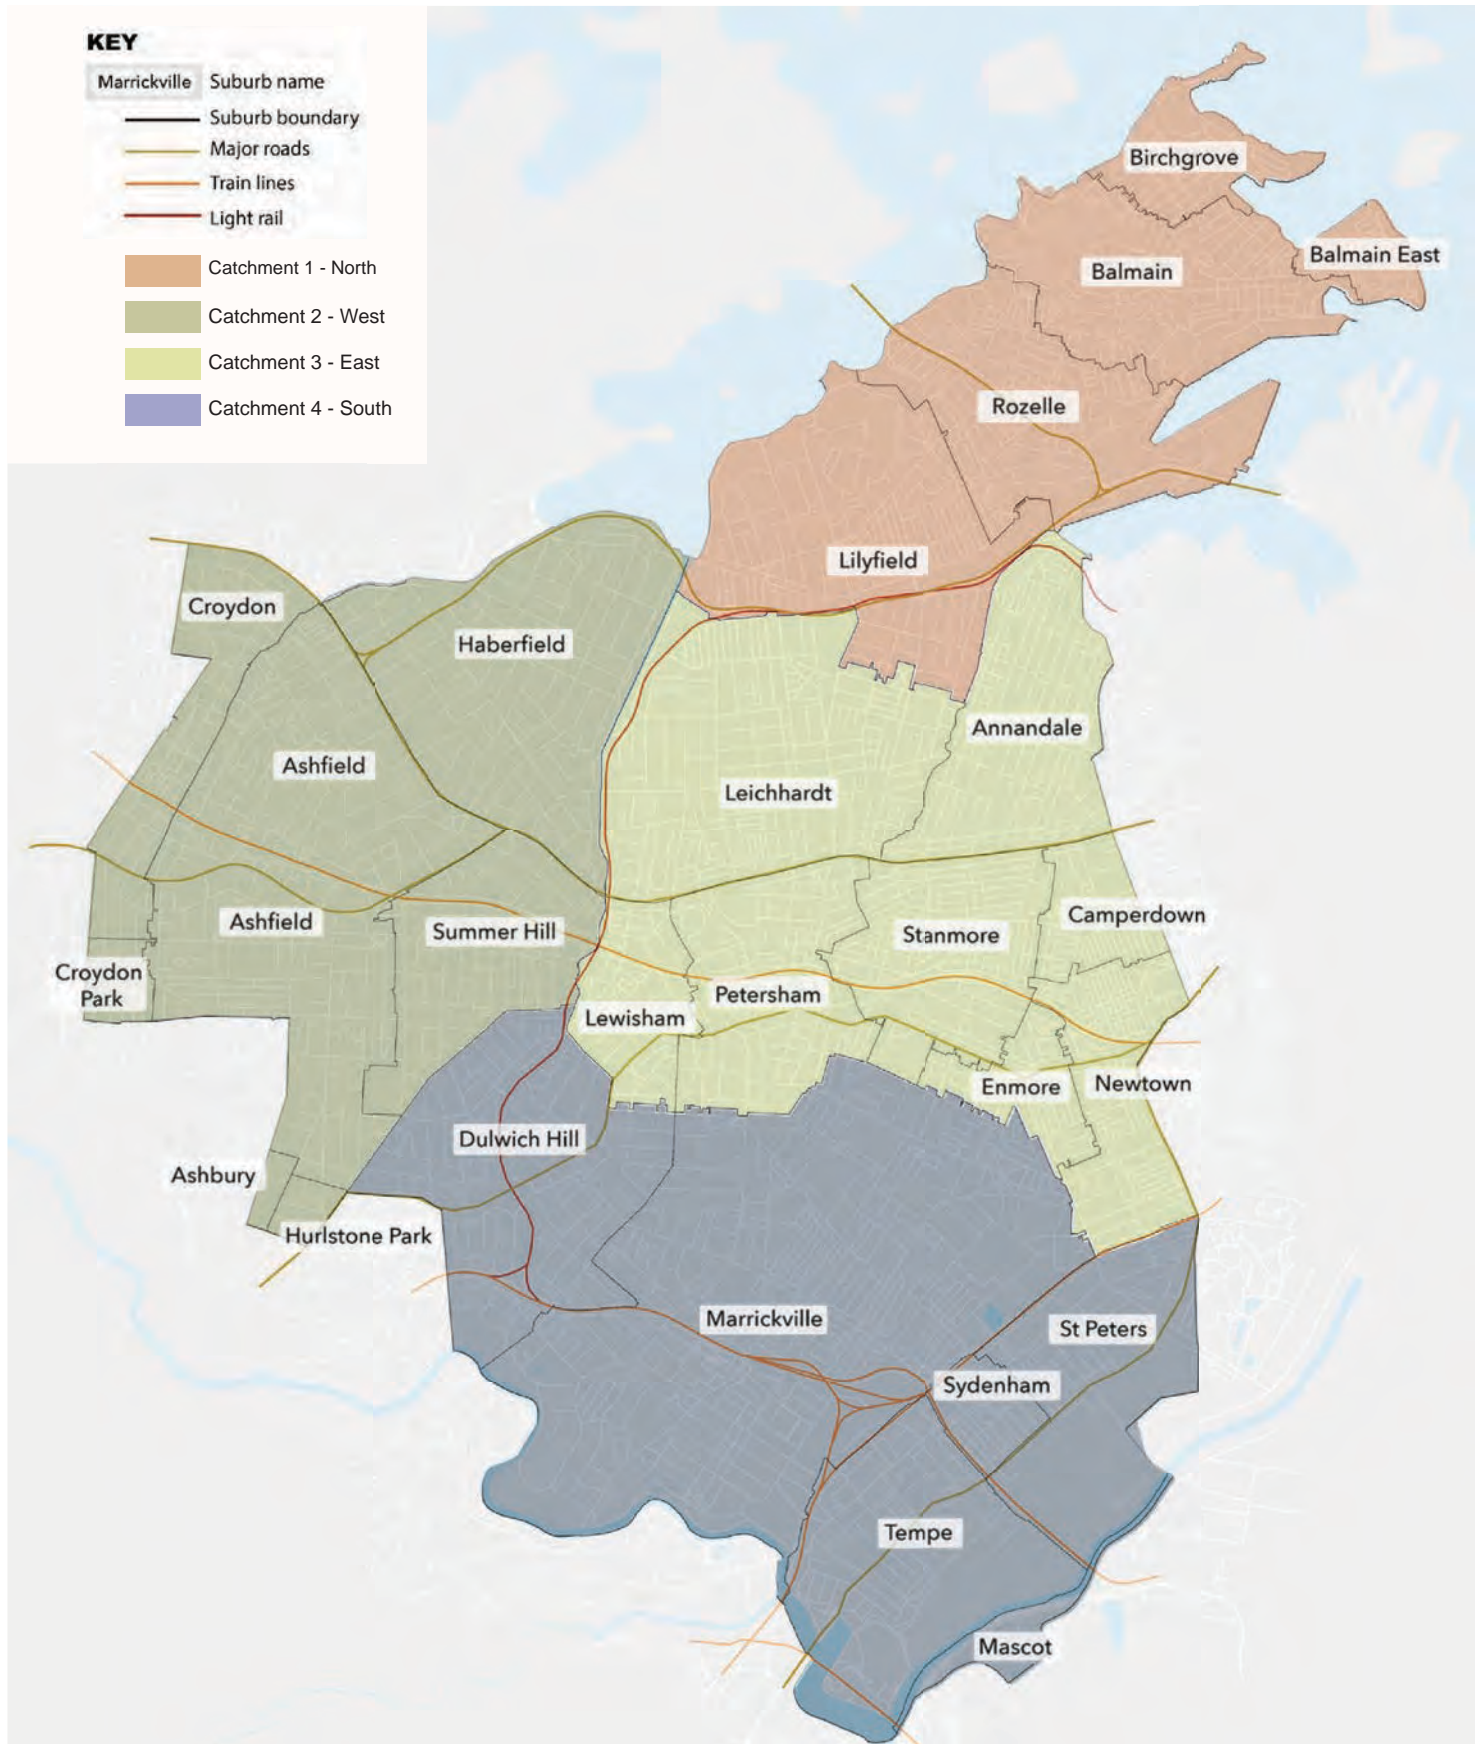 KEY
Marrickville Suburb name
Suburb boundary
Major roads
Train lines
Light rail
Catchment 1 - North
Catchment 2 - West
Catchment 3 - East
Catchment 4 - South
Birchgrove
Balmain East
Balmain
Rozelle
Lilyfield
Croydon
Haberfield
Annandale
Ashfield
Leichhardt
Camperdown
Ashfield
Summer Hill
Stanmore
Croydon
Park
Petersham
Lewisham
Enmore
Newtown
Dulwich Hill
Ashbury
Hurlstone Park
Marrickville
St Peters
Sydenham
Tempe
Mascot